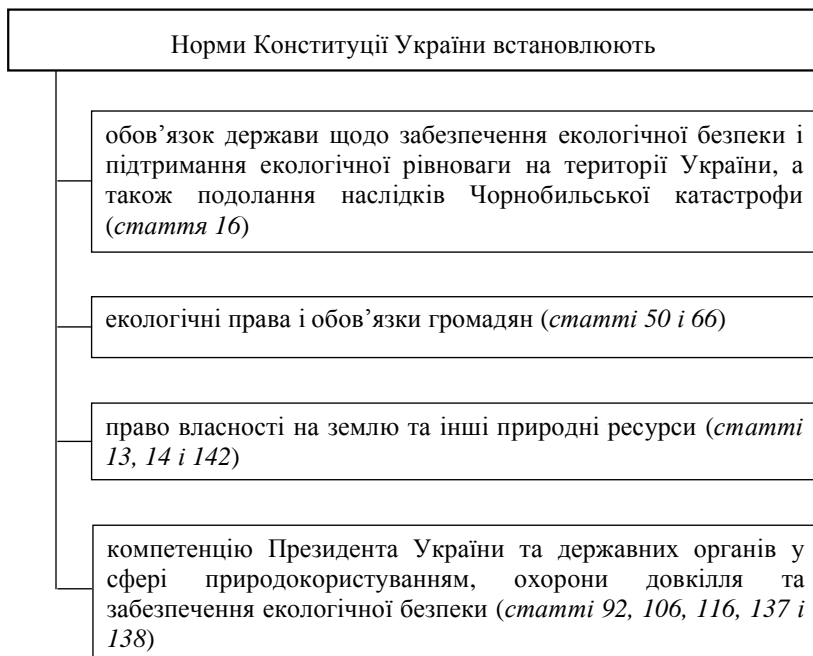 Норми Конституції України встановлюють
обов’язок держави щодо забезпечення екологічної безпеки і
підтримання екологічної рівноваги на території України, а
також подолання наслідків Чорнобильської катастрофи
(стаття 16)
екологічні права і обов’язки громадян (статті 50 і 66)
право власності на землю та інші природні ресурси (статті
13, 14 і 142)
компетенцію Президента України та державних органів у
сфері природокористуванням, охорони довкілля та
забезпечення екологічної безпеки (статті 92, 106, 116, 137 і
138)